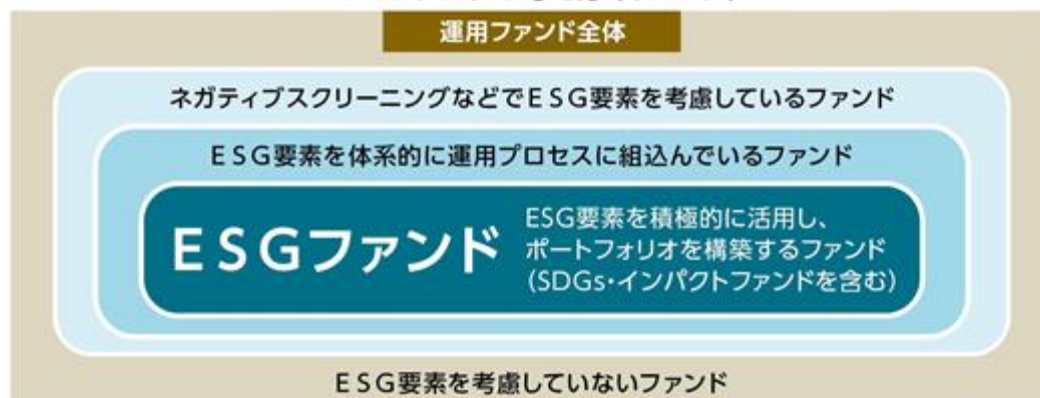 運用ファンド全体
ネガティブスクリーニングなどでESG要素を考慮しているファンド
ESG要素を体系的に運用プロセスに組込んでいるファンド
ESGファンド
ESG要素を積極的に活用し、
ポートフォリオを構築するファンド
(SDGs・インパクトファンドを含む)
ESG要素を考慮していないファンド